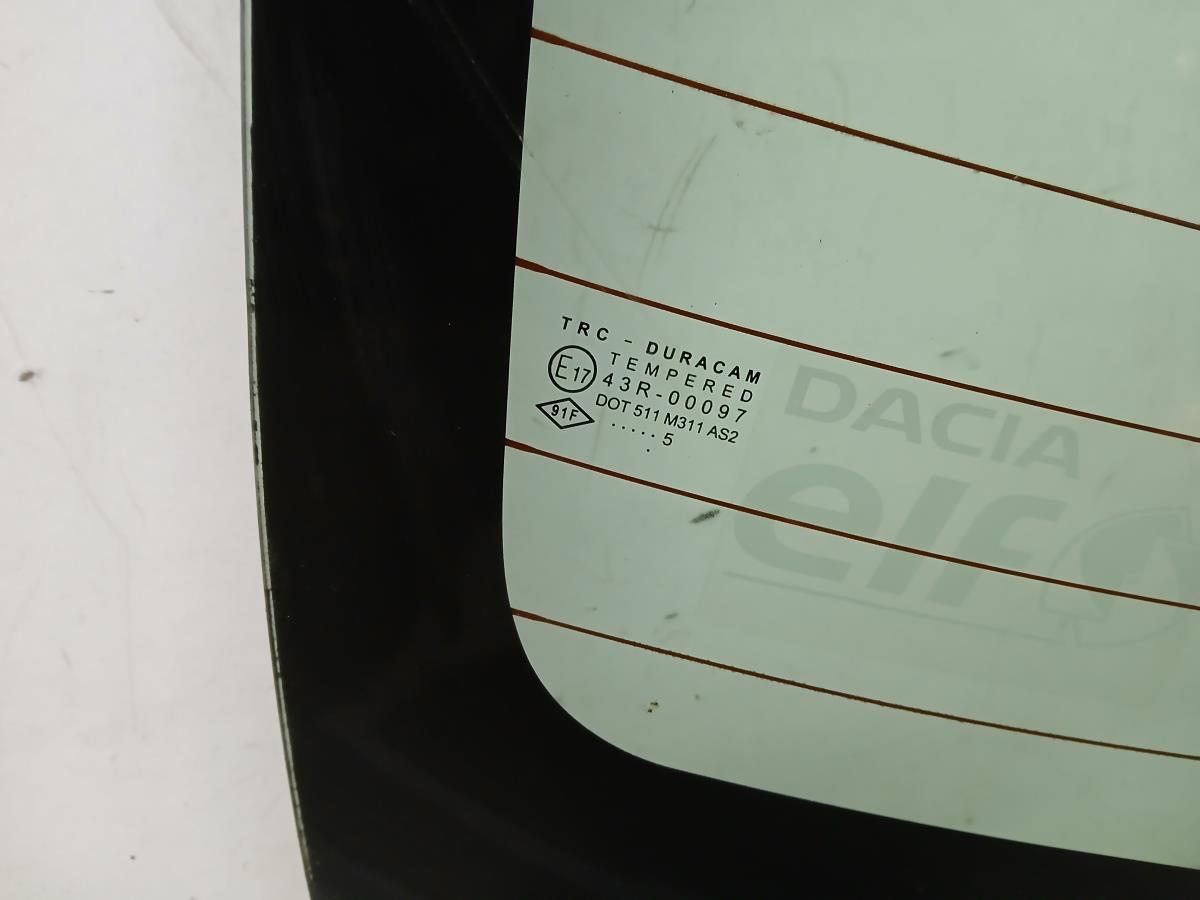 TRC - DURACAM
TEMPERED
E17
43R-00097
91F
DOT 511 M311 AS2
..... 5
.
DACIA
elf